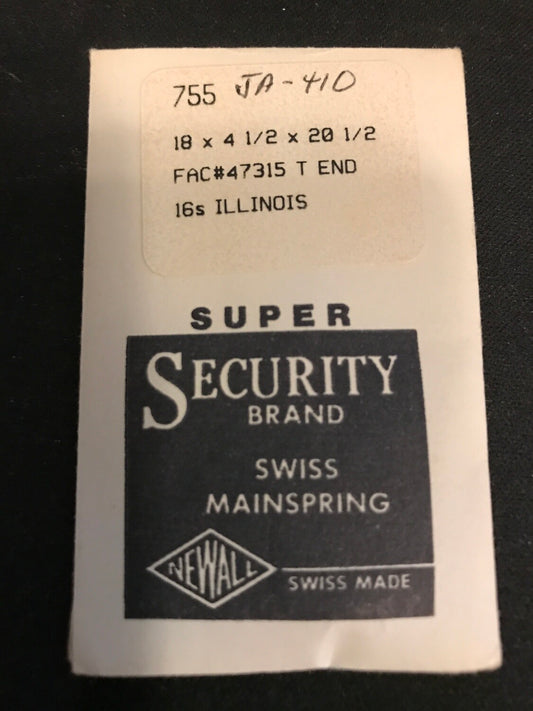 755 JA-410
18 x 4 1/2 x 20 1/2
FAC#47315 T END
16s ILLINOIS
SUPER
SECURITY
BRAND
SWISS
MAINSPRING
NEWALL
SWISS MADE